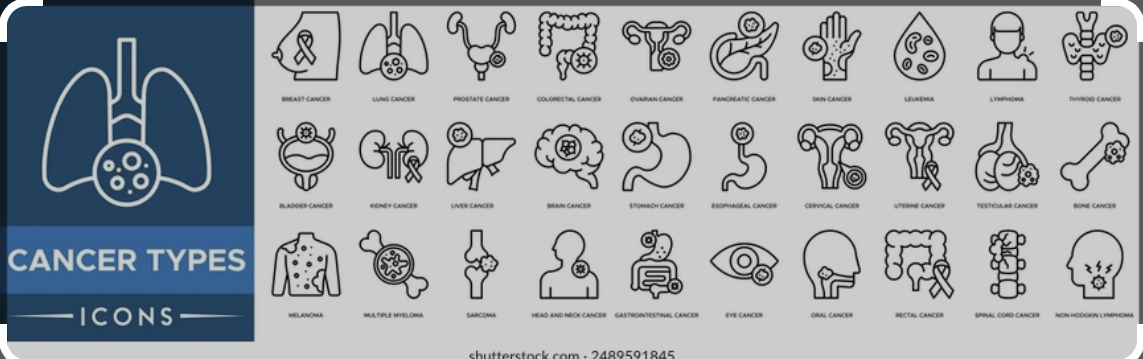 BREAST CANCER LUNG CANCER PROSTATE CANCER COLORECTAL CANCER OVARIAN CANCER PANCREATIC CANCER SKIN CANCER LEUKEMIA LYMPHOMA THYROID CANCER
BLADDER CANCER KIDNEY CANCER LIVER CANCER BRAIN CANCER STOMACH CANCER ESOPHAGEAL CANCER CERVICAL CANCER UTERINE CANCER TESTICULAR CANCER BONE CANCER
CANCER TYPES
ICONS
MELANOMA MULTIPLE MYELOMA SARCOMA HEAD AND NECK CANCER GASTROINTESTINAL CANCER EYE CANCER ORAL CANCER RECTAL CANCER SPINAL CORD CANCER NON-HODGKIN LYMPHOMA
shutterstock.com · 2489591845